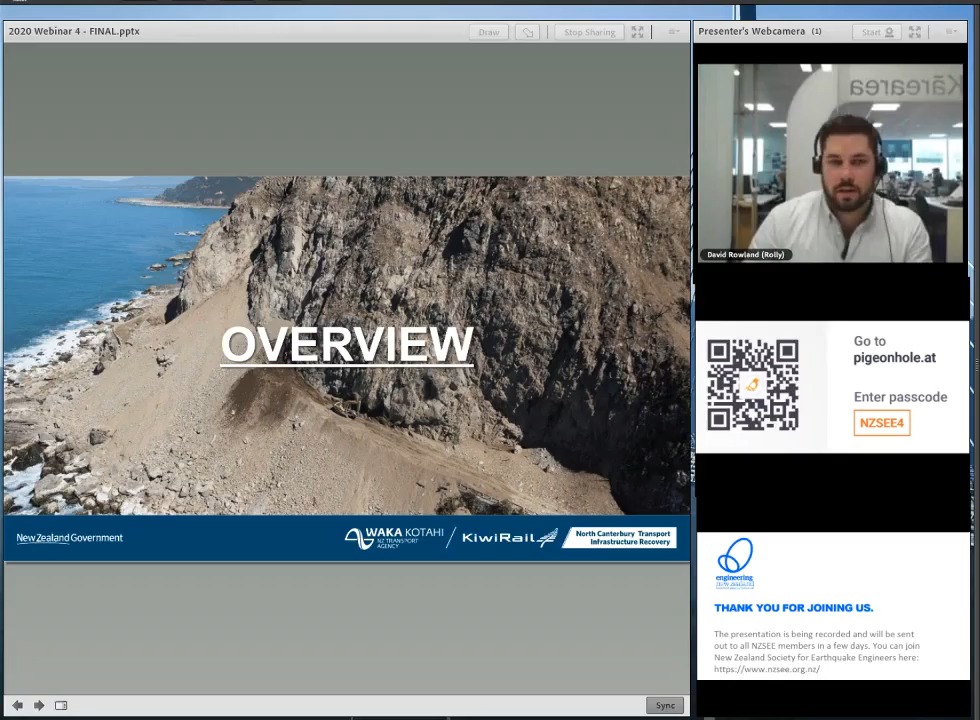 2020 Webinar 4 - FINAL.pptx
Draw
Stop Sharing
OVERVIEW
NewZealand Government
WAKA KOTAHI
NZ TRANSPORT
AGENCY
KiwiRail
North Canterbury Transport
Infrastructure Recovery
Sync
Presenter's Webcamera (1)
Start
Kārearea
David Rowland (Rolly)
Go to
pigeonhole.at
Enter passcode
NZSEE4
engineering
NEW ZEALAND
THANK YOU FOR JOINING US.
The presentation is being recorded and will be sent
out to all NZSEE members in a few days. You can join
New Zealand Society for Earthquake Engineers here:
https://www.nzsee.org.nz/